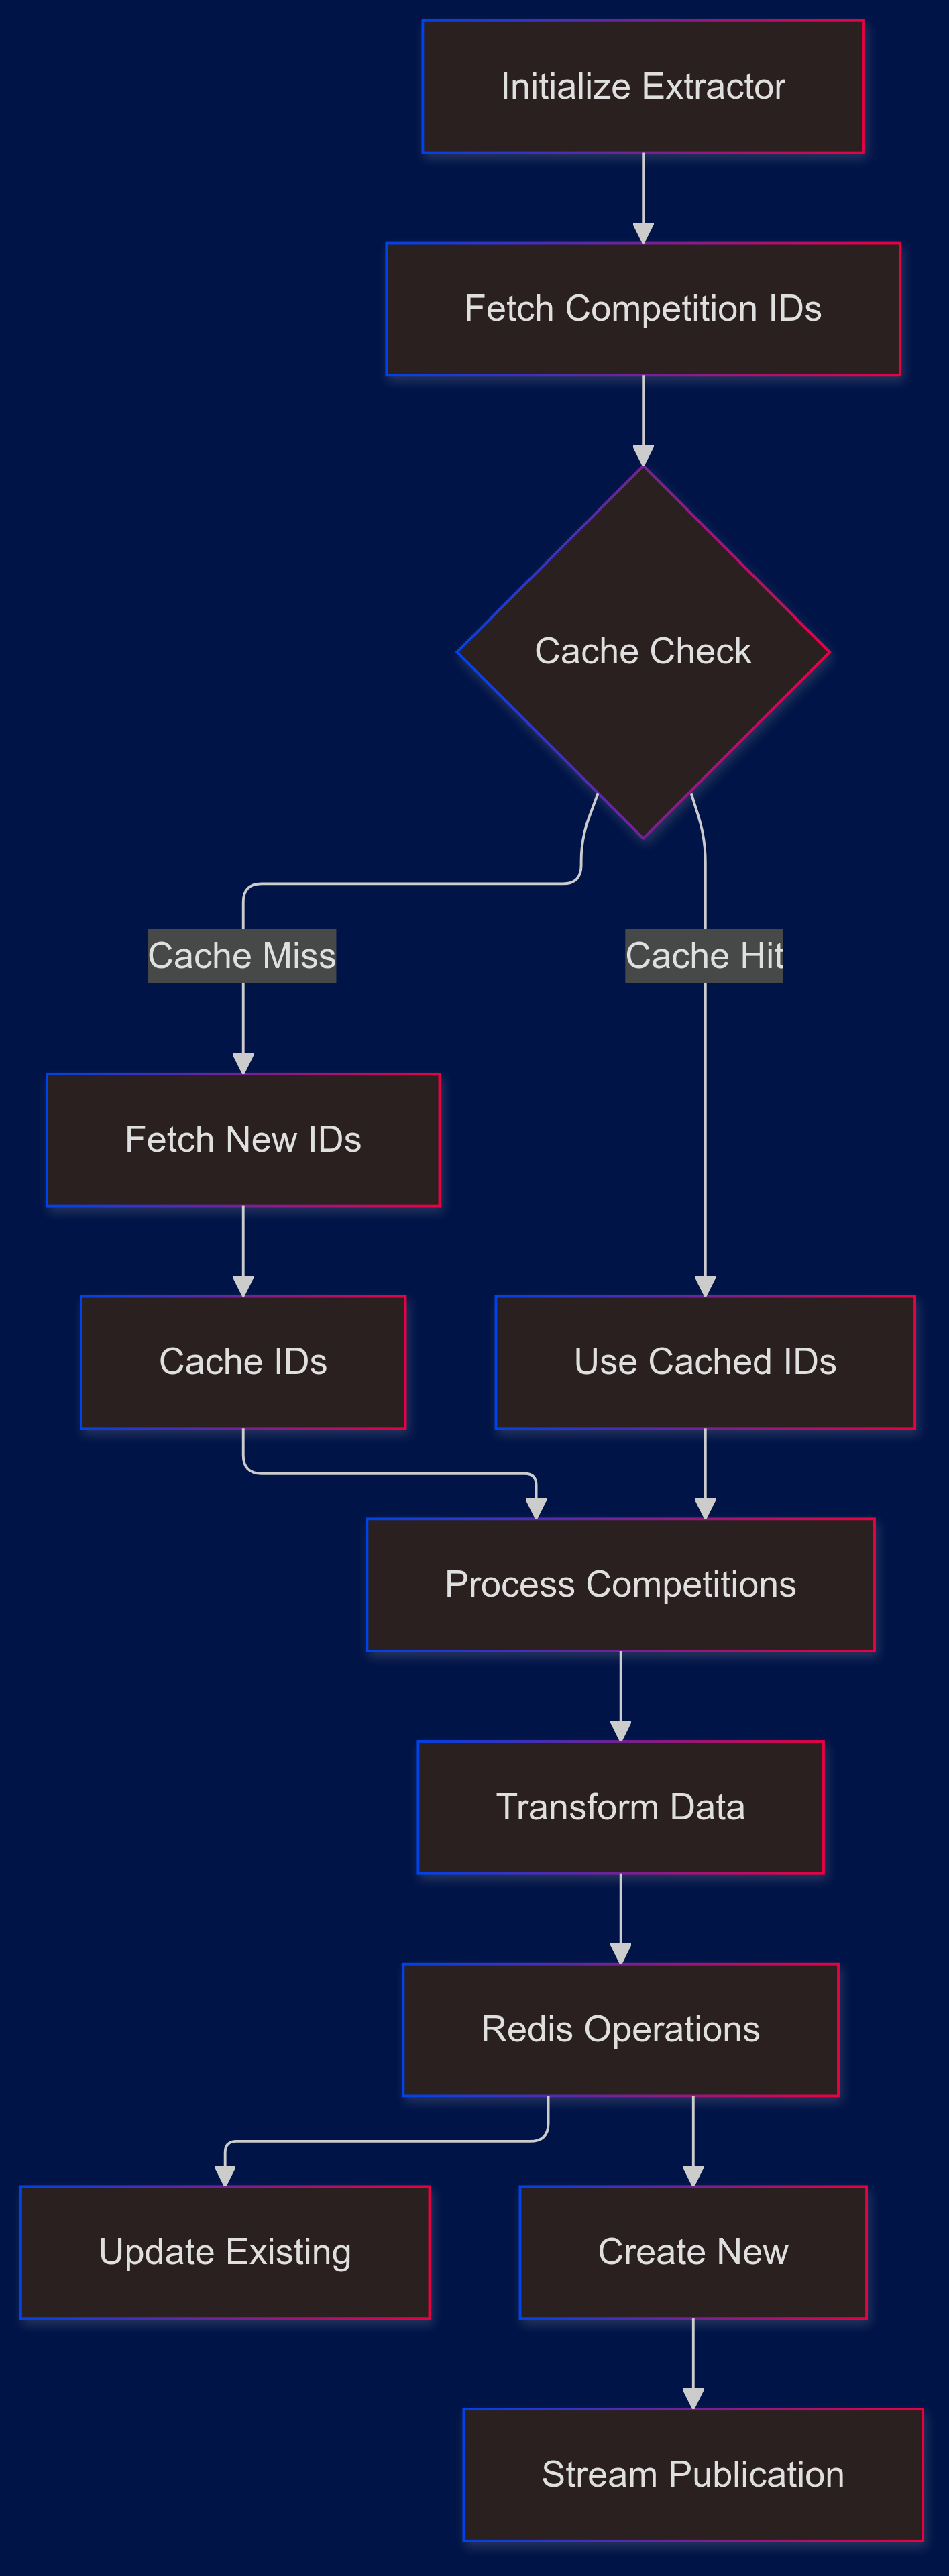 Initialize Extractor
Fetch Competition IDs
Cache Check
Cache Miss
Cache Hit
Fetch New IDs
Cache IDs
Use Cached IDs
Process Competitions
Transform Data
Redis Operations
Update Existing
Create New
Stream Publication